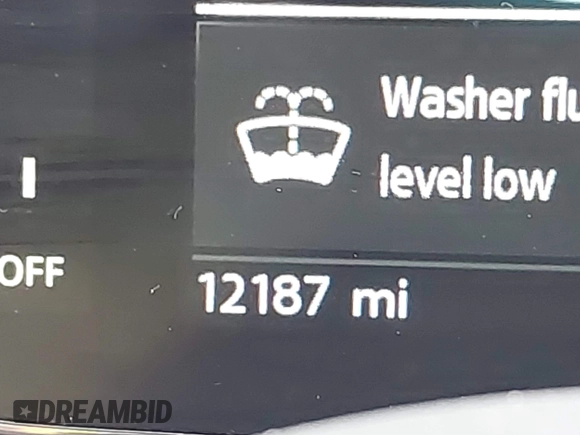 Washer flu
level low
OFF
12187 mi
DREAMBID